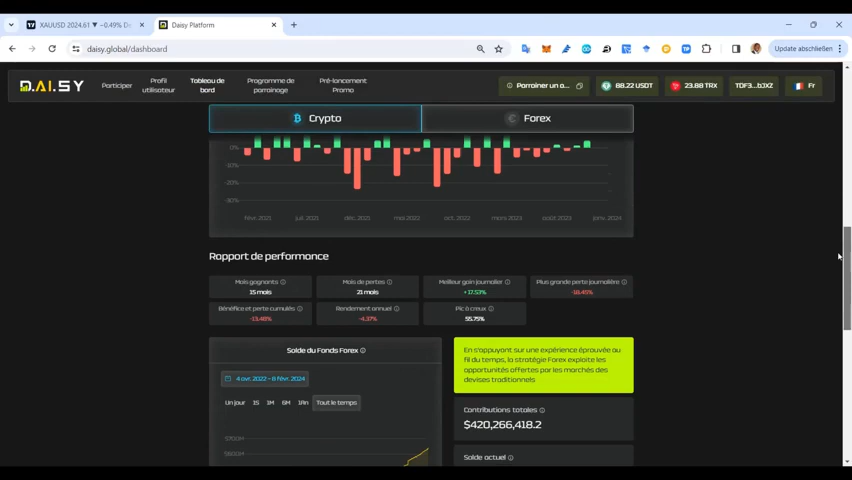 XAUUSD 2024.61 ▼ −0.49% D
Daisy Platform
daisy.global/dashboard
Update abschließen
D.AI.SY
Participer
Profil utilisateur
Tableau de bord
Programme de parrainage
Pré-lancement Promo
Parrainer un a...
88.22 USDT
23.88 TRX
TDF3...bJXZ
Fr
Crypto
Forex
0%
-10%
-20%
-30%
févr. 2021
juil. 2021
déc. 2021
mai 2022
oct. 2022
mars 2023
août 2023
janv. 2024
Rapport de performance
Mois gagnants
15 mois
Mois de pertes
21 mois
Meilleur gain journalier
+17.53%
Plus grande perte journalière
-18.45%
Bénéfice et perte cumulés
-13.48%
Rendement annuel
-4.37%
Pic à creux
55.75%
Solde du Fonds Forex
4 avr. 2022 – 8 févr. 2024
Un jour
1S
1M
6M
1An
Tout le temps
$700M
$600M
En s'appuyant sur une expérience éprouvée au
fil du temps, la stratégie Forex exploite les
opportunités offertes par les marchés des
devises traditionnels
Contributions totales
$420,266,418.2
Solde actuel